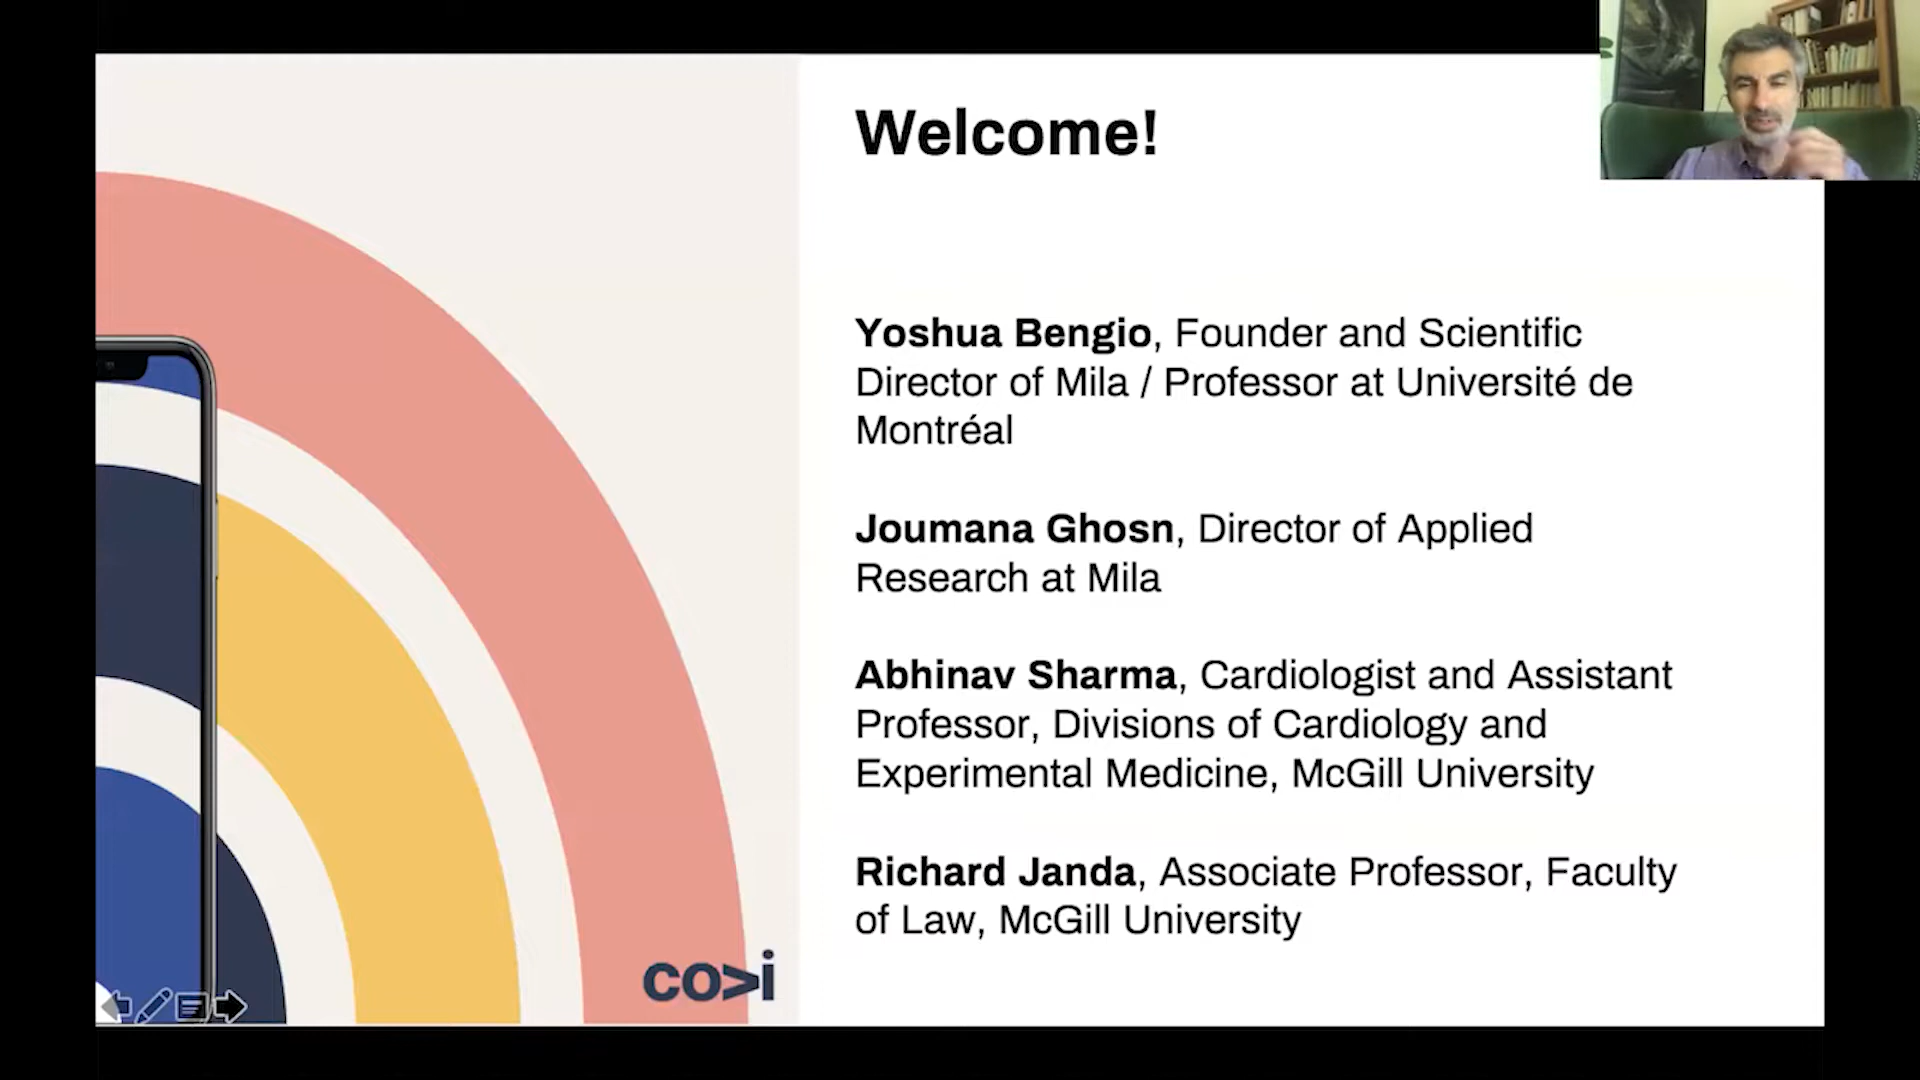 Welcome!
Yoshua Bengio, Founder and Scientific
Director of Mila / Professor at Université de
Montréal
Joumana Ghosn, Director of Applied
Research at Mila
Abhinav Sharma, Cardiologist and Assistant
Professor, Divisions of Cardiology and
Experimental Medicine, McGill University
Richard Janda, Associate Professor, Faculty
of Law, McGill University
co>i